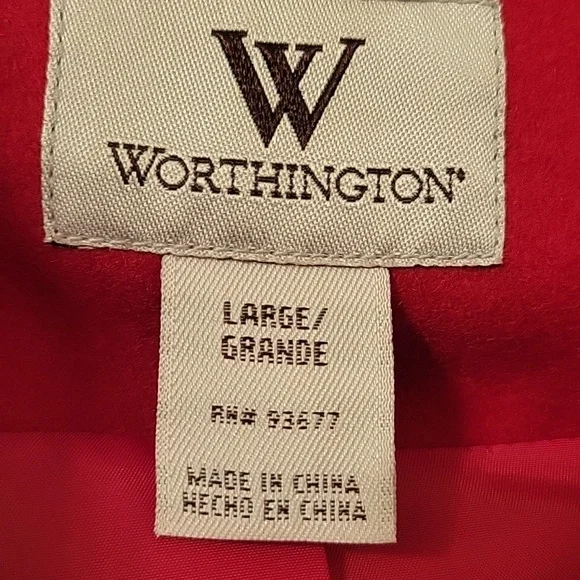 W
WORTHINGTON®
LARGE/
GRANDE
RN# 93677
MADE IN CHINA
HECHO EN CHINA